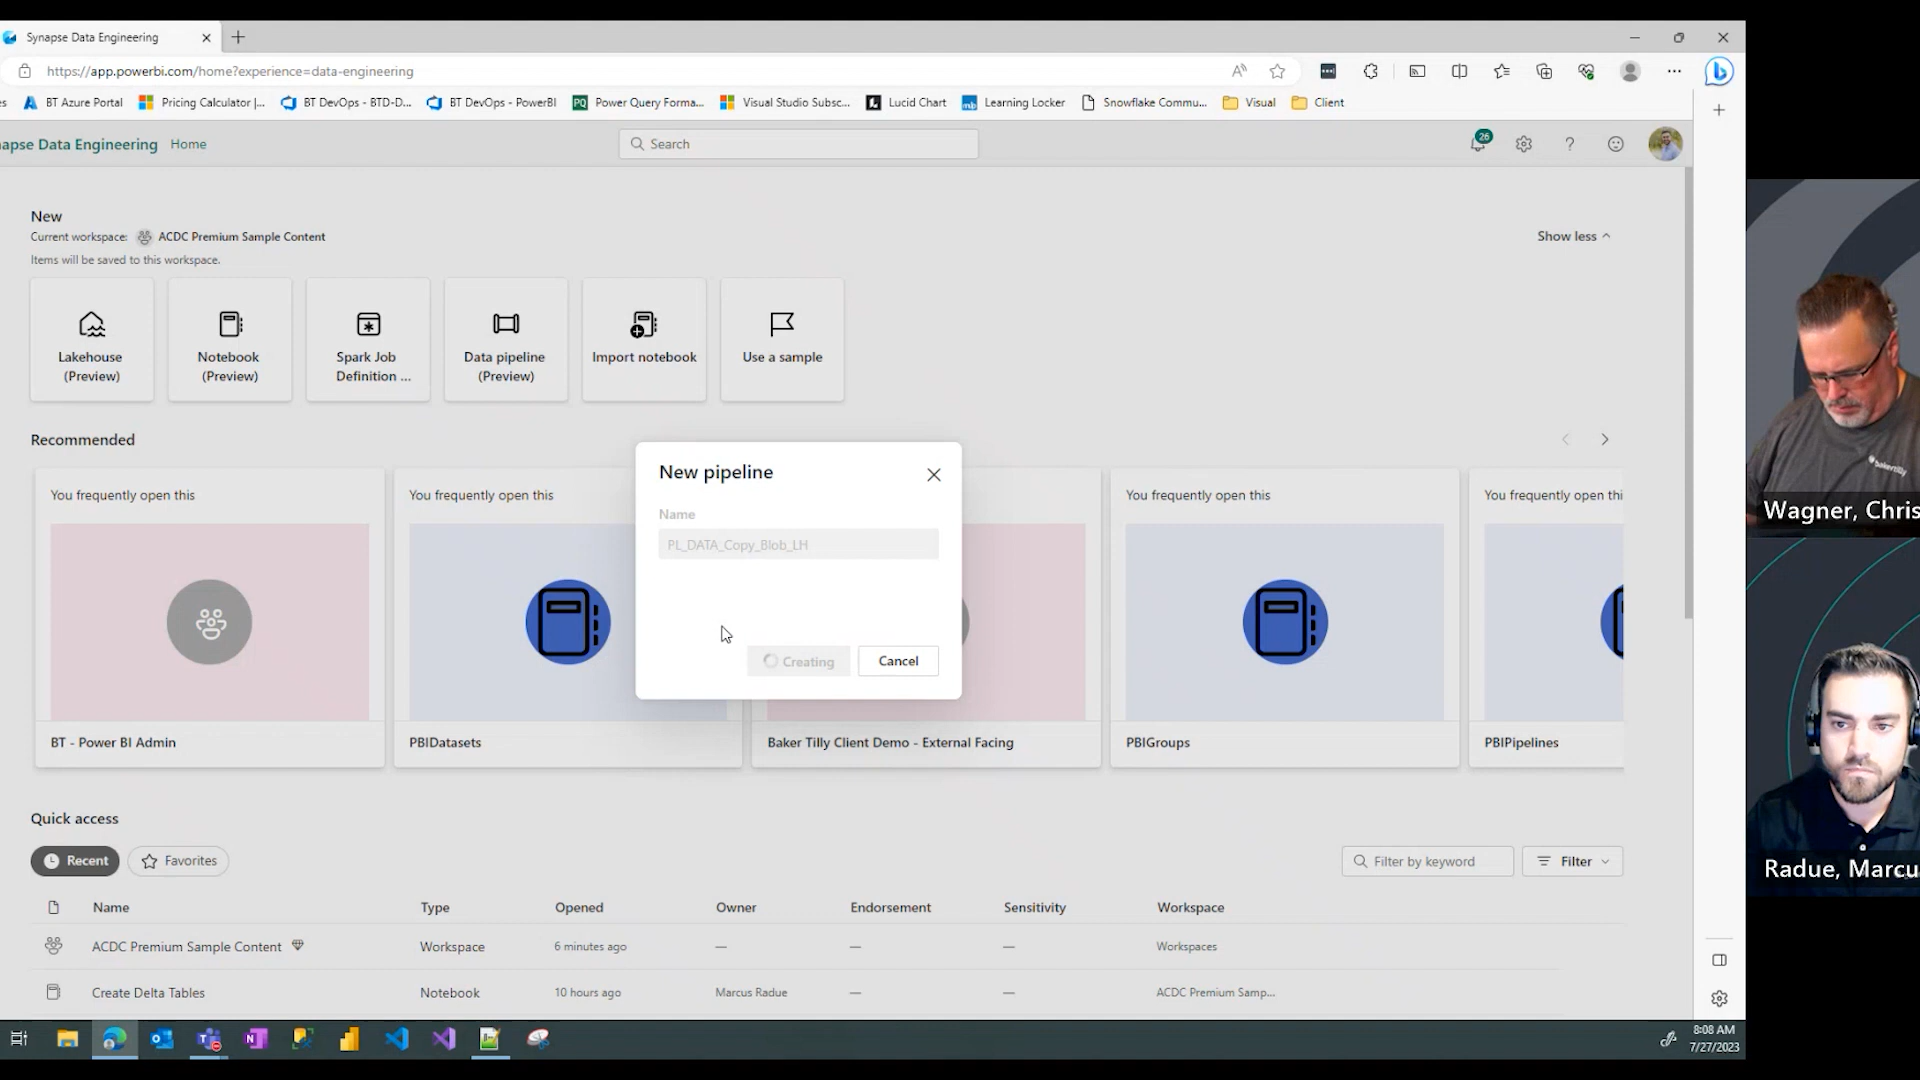 Synapse Data Engineering
https://app.powerbi.com/home?experience=data-engineering
BT Azure Portal
Pricing Calculator |...
BT DevOps - BTD-D...
BT DevOps - PowerBI
PQ
Power Query Forma...
Visual Studio Subsc...
Lucid Chart
Learning Locker
Snowflake Commu...
Visual
Client
apse Data Engineering
Home
Search
26
New
Current workspace:
ACDC Premium Sample Content
Show less
Items will be saved to this workspace.
Lakehouse
(Preview)
Notebook
(Preview)
Spark Job
Definition ...
Data pipeline
(Preview)
Import notebook
Use a sample
Recommended
You frequently open this
You frequently open this
You frequently open this
You frequently open thi
New pipeline
Name
PL_DATA_Copy_Blob_LH
Creating
Cancel
BT - Power BI Admin
PBIDatasets
Baker Tilly Client Demo - External Facing
PBIGroups
PBIPipelines
Quick access
Recent
Favorites
Filter by keyword
Filter
Name Type Opened Owner Endorsement Sensitivity Workspace
ACDC Premium Sample Content Workspace 6 minutes ago — — — Workspaces
Create Delta Tables Notebook 10 hours ago Marcus Radue — — ACDC Premium Samp...
8:08 AM
7/27/2023
bakertilly
Wagner, Chris
Radue, Marcu